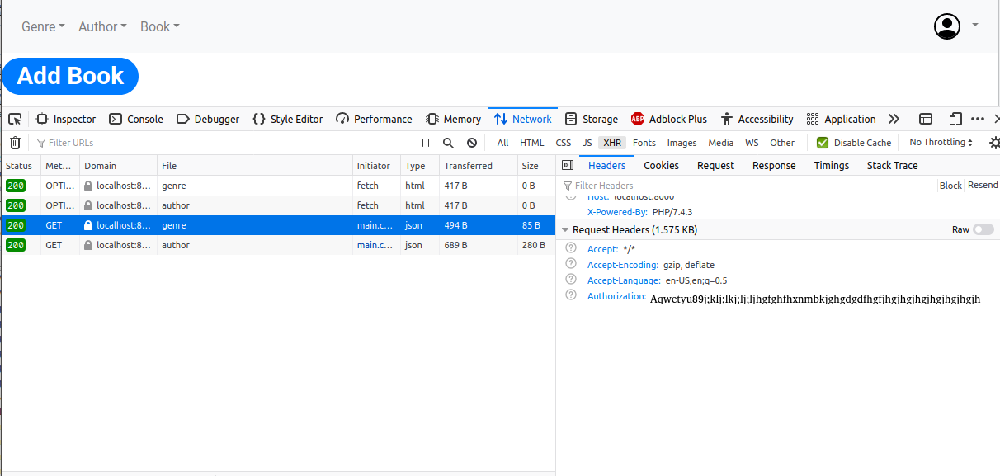 Genre Author Book
Add Book
Inspector Console Debugger Style Editor Performance Memory Network Storage ABP Adblock Plus Accessibility Application
Filter URLs All HTML CSS JS XHR Fonts Images Media WS Other Disable Cache No Throttling
Status Met... Domain File Initiator Type Transferred Size
200 OPTI... localhost:8... genre fetch html 417 B 0 B
200 OPTI... localhost:8... author fetch html 417 B 0 B
200 GET localhost:8... genre main.c... json 494 B 85 B
200 GET localhost:8... author main.c... json 689 B 280 B
Headers Cookies Request Response Timings Stack Trace
Filter Headers Block Resend
Host: localhost:8000
X-Powered-By: PHP/7.4.3
Request Headers (1.575 KB) Raw
Accept: */*
Accept-Encoding: gzip, deflate
Accept-Language: en-US,en;q=0.5
Authorization: Aqwetyu89j;klj;lkj;lj;ljhgfghfhxnmbkjghgdgdfhgfjhgjhgjhgjhgjhgjh